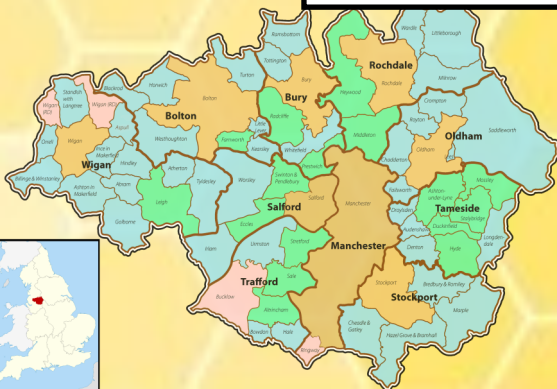 Ramsbottom
Wardle
Littleborough
Tottington
Rochdale
Rochdale
Milnrow
Blackrod
Horwich
Turton
Bury
Bury
Heywood
Standish
with
Langtree
Wigan
(RD)
Wigan (RD)
Bolton
Bolton
Radcliffe
Little
Lever
Middleton
Crompton
Royton
Oldham
Oldham
Saddleworth
Aspull
Westhoughton
Farnworth
Kearsley
Whitefield
Orrell
Wigan
Wigan
Ince in
Makerfield
Hindley
Atherton
Prestwich
Chadderton
Billinge & Winstanley
Ashton in
Makerfield
Abram
Leigh
Tyldesley
Worsley
Swinton &
Pendlebury
Failsworth
Ashton-
under-Lyne
Mossley
Golborne
Salford
Salford
Manchester
Droylsden
Tameside
Stalybridge
Eccles
Audenshaw
Dukinfield
Denton
Hyde
Longden-
dale
Irlam
Urmston
Stretford
Manchester
Trafford
Sale
Bucklow
Stockport
Stockport
Bredbury & Romiley
Altrincham
Marple
Bowdon
Hale
Cheadle &
Gatley
Hazel Grove & Bramhall
Ringway